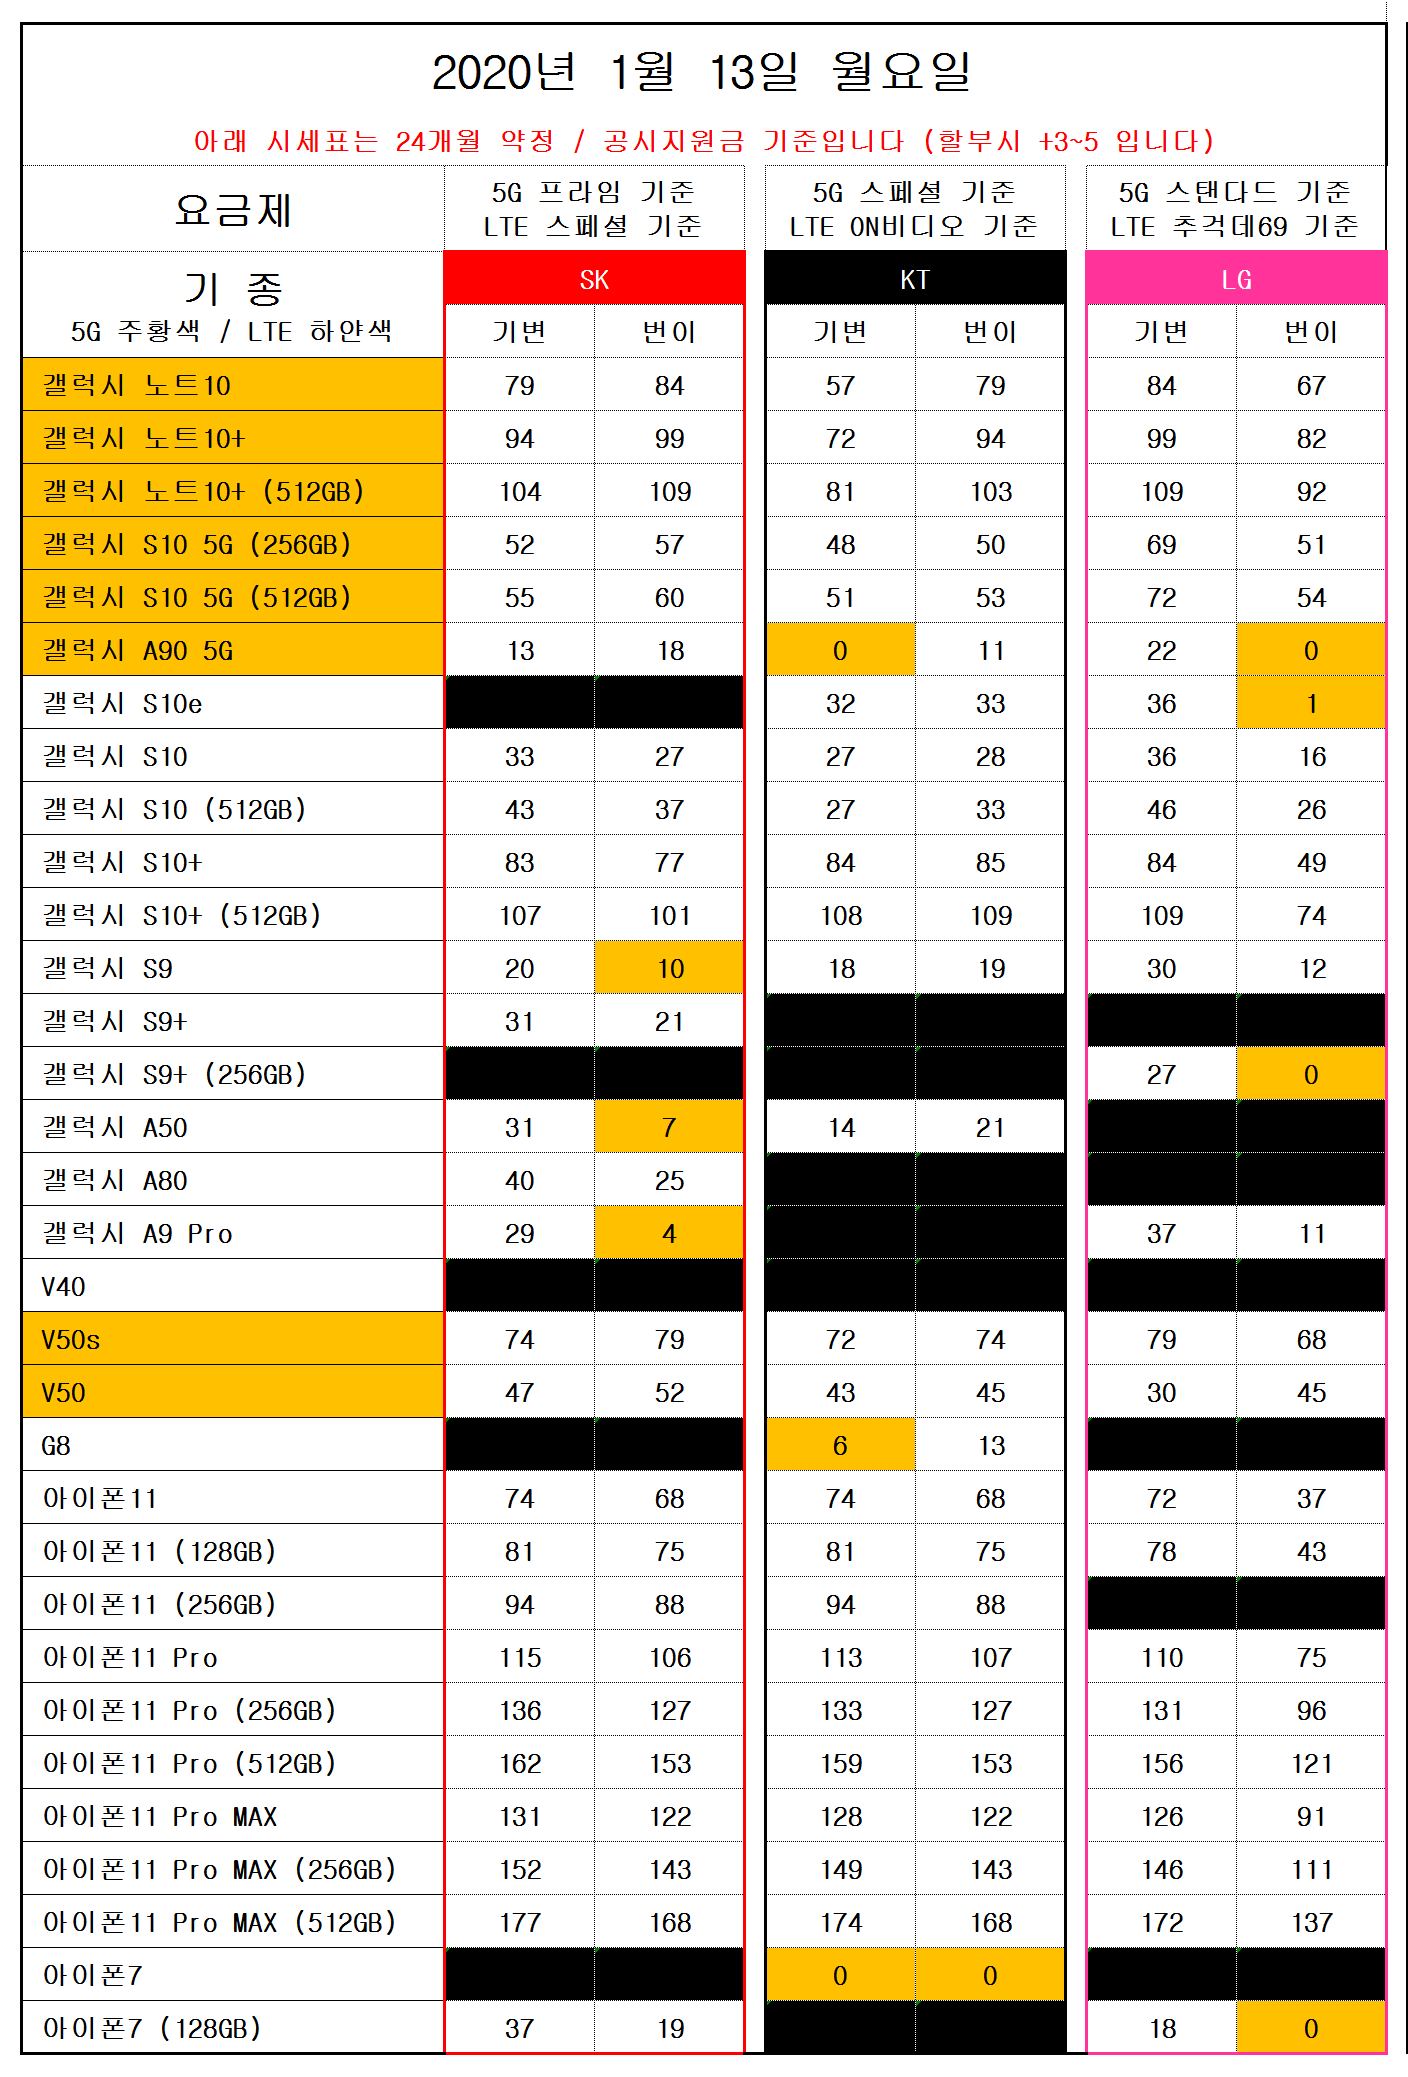 2020년 1월 13일 월요일
아래 시세표는 24개월 약정 / 공시지원금 기준입니다 (할부시 +3~5 입니다)
요금제
5G 프라임 기준
LTE 스페셜 기준
5G 스페셜 기준
LTE ON비디오 기준
5G 스탠다드 기준
LTE 추걱데69 기준
기 종
5G 주황색 / LTE 하얀색
SK KT LG
기변 번이 기변 번이 기변 번이
갤럭시 노트10 79 84 57 79 84 67
갤럭시 노트10+ 94 99 72 94 99 82
갤럭시 노트10+ (512GB) 104 109 81 103 109 92
갤럭시 S10 5G (256GB) 52 57 48 50 69 51
갤럭시 S10 5G (512GB) 55 60 51 53 72 54
갤럭시 A90 5G 13 18 0 11 22 0
갤럭시 S10e 32 33 36 1
갤럭시 S10 33 27 27 28 36 16
갤럭시 S10 (512GB) 43 37 27 33 46 26
갤럭시 S10+ 83 77 84 85 84 49
갤럭시 S10+ (512GB) 107 101 108 109 109 74
갤럭시 S9 20 10 18 19 30 12
갤럭시 S9+ 31 21
갤럭시 S9+ (256GB) 27 0
갤럭시 A50 31 7 14 21
갤럭시 A80 40 25
갤럭시 A9 Pro 29 4 37 11
V40
V50s 74 79 72 74 79 68
V50 47 52 43 45 30 45
G8 6 13
아이폰11 74 68 74 68 72 37
아이폰11 (128GB) 81 75 81 75 78 43
아이폰11 (256GB) 94 88 94 88
아이폰11 Pro 115 106 113 107 110 75
아이폰11 Pro (256GB) 136 127 133 127 131 96
아이폰11 Pro (512GB) 162 153 159 153 156 121
아이폰11 Pro MAX 131 122 128 122 126 91
아이폰11 Pro MAX (256GB) 152 143 149 143 146 111
아이폰11 Pro MAX (512GB) 177 168 174 168 172 137
아이폰7 0 0
아이폰7 (128GB) 37 19 18 0